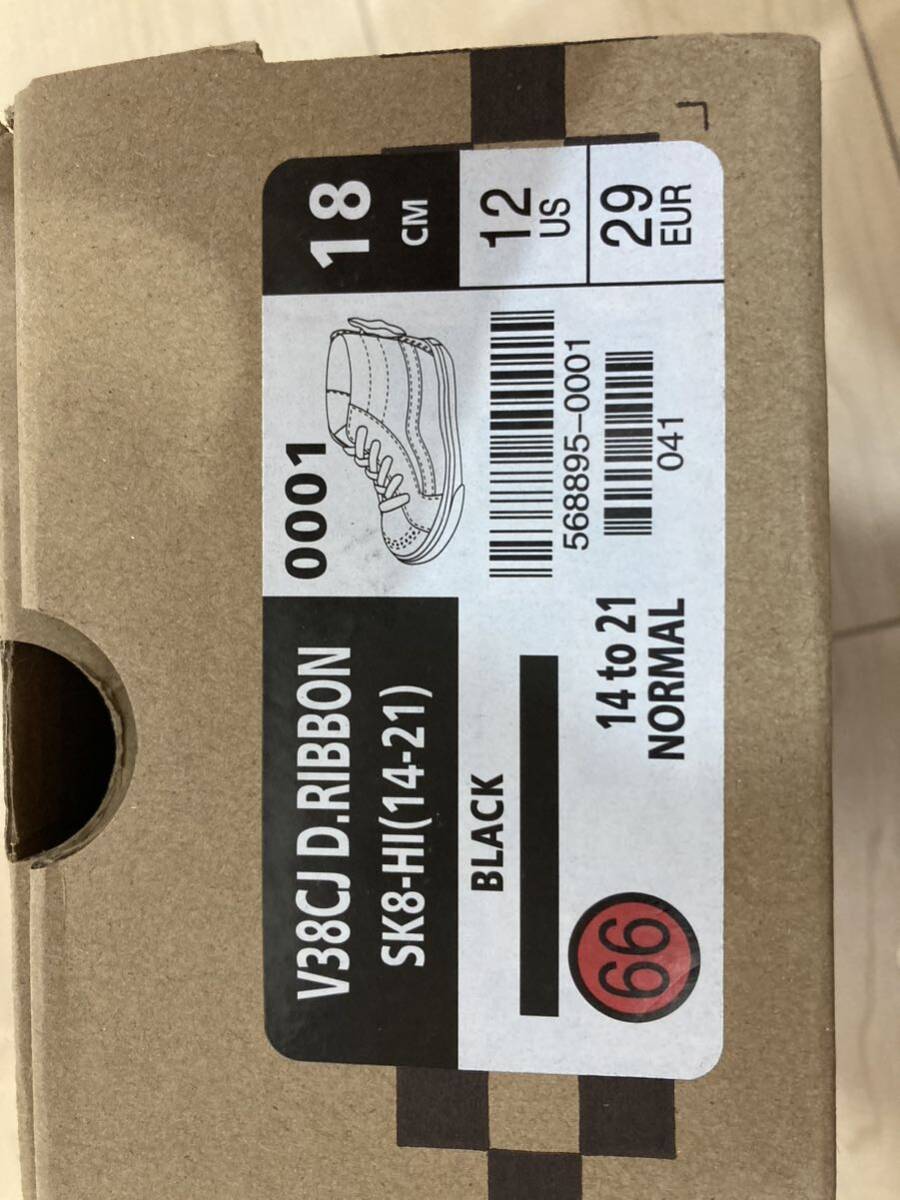 V38CJ D.RIBBON
SK8-HI(14-21)
0001
18
CM
12
US
29
EUR
BLACK
568895-0001
041
14 to 21
NORMAL
66